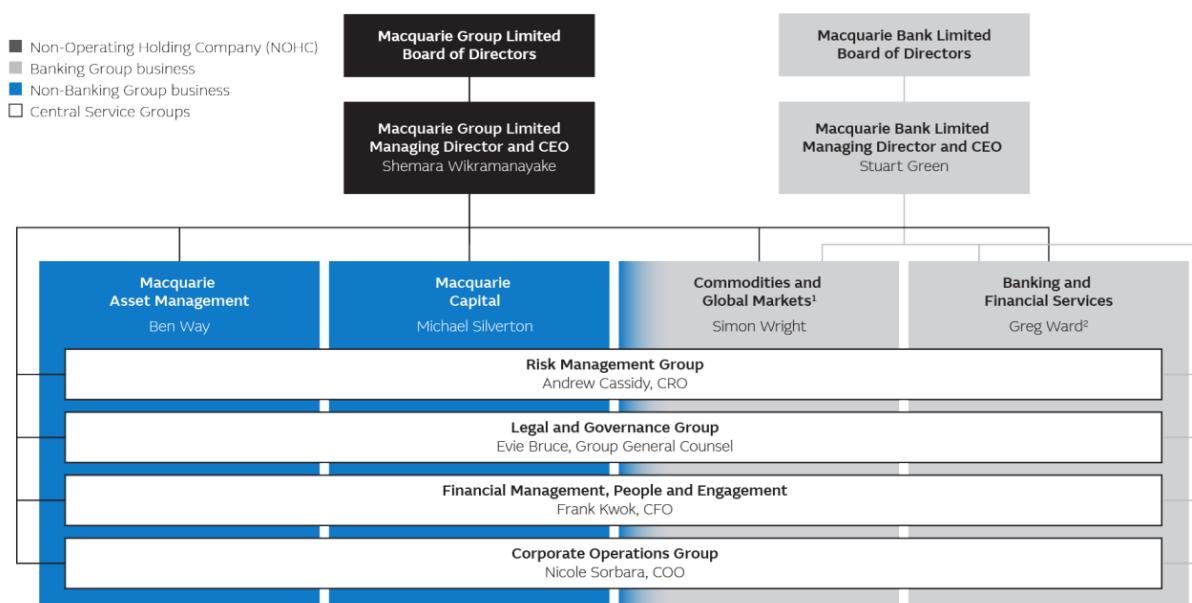 Non-Operating Holding Company (NOHC)
Banking Group business
Non-Banking Group business
Central Service Groups
Macquarie Group Limited
Board of Directors
Macquarie Bank Limited
Board of Directors
Macquarie Group Limited
Managing Director and CEO
Shemara Wikramanayake
Macquarie Bank Limited
Managing Director and CEO
Stuart Green
Macquarie
Asset Management
Ben Way
Macquarie
Capital
Michael Silverton
Commodities and
Global Markets¹
Simon Wright
Banking and
Financial Services
Greg Ward²
Risk Management Group
Andrew Cassidy, CRO
Legal and Governance Group
Evie Bruce, Group General Counsel
Financial Management, People and Engagement
Frank Kwok, CFO
Corporate Operations Group
Nicole Sorbara, COO